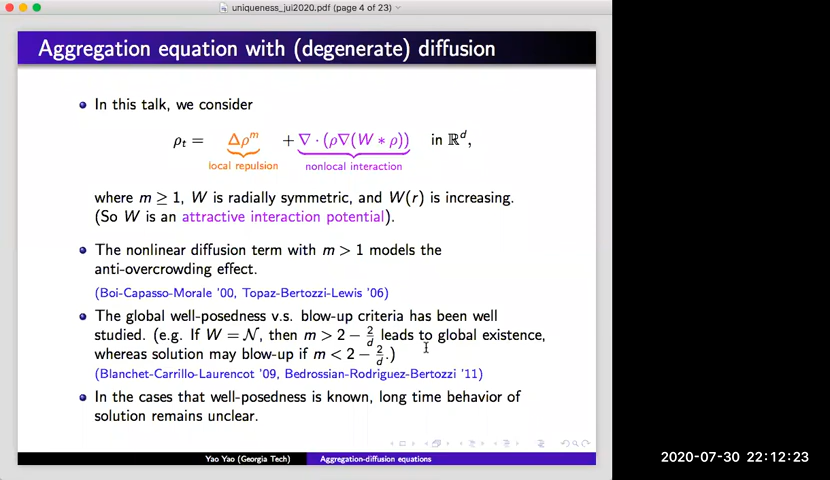 uniqueness_jul2020.pdf (page 4 of 23)
Aggregation equation with (degenerate) diffusion
In this talk, we consider
ρ_t = Δρ^m + ∇ · (ρ∇(W ∗ ρ)) in ℝ^d,
local repulsion nonlocal interaction
where m ≥ 1, W is radially symmetric, and W(r) is increasing.
(So W is an attractive interaction potential).
The nonlinear diffusion term with m > 1 models the
anti-overcrowding effect.
(Boi-Capasso-Morale '00, Topaz-Bertozzi-Lewis '06)
The global well-posedness v.s. blow-up criteria has been well
studied. (e.g. If W = 𝒩, then m > 2 − 2/d leads to global existence,
whereas solution may blow-up if m < 2 − 2/d.)
(Blanchet-Carrillo-Laurencot '09, Bedrossian-Rodriguez-Bertozzi '11)
In the cases that well-posedness is known, long time behavior of
solution remains unclear.
Yao Yao (Georgia Tech) Aggregation-diffusion equations
2020-07-30 22:12:23